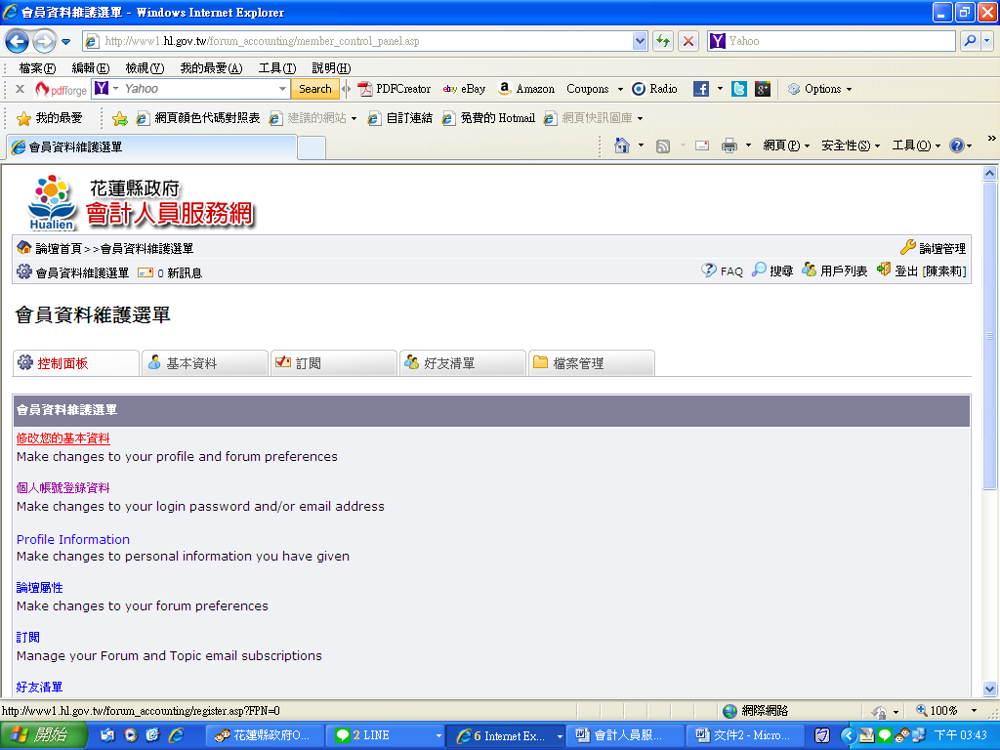 會員資料維護選單 - Windows Internet Explorer
http://www1.hl.gov.tw/forum_accounting/member_control_panel.asp
Yahoo
檔案(F) 編輯(E) 檢視(V) 我的最愛(A) 工具(T) 說明(H)
pdfforge Yahoo Search PDFCreator eBay Amazon Coupons Radio Options
我的最愛 網頁顏色代碼對照表 建議的網站 自訂連結 免費的 Hotmail 網頁快訊圖庫
會員資料維護選單 網頁(P) 安全性(S) 工具(O)
花蓮縣政府
會計人員服務網
Hualien
論壇首頁>>會員資料維護選單 論壇管理
會員資料維護選單 0 新訊息 FAQ 搜尋 用戶列表 登出 [陳素莉]
會員資料維護選單
控制面板 基本資料 訂閱 好友清單 檔案管理
會員資料維護選單
修改您的基本資料
Make changes to your profile and forum preferences
個人帳號登錄資料
Make changes to your login password and/or email address
Profile Information
Make changes to personal information you have given
論壇屬性
Make changes to your forum preferences
訂閱
Manage your Forum and Topic email subscriptions
好友清單
http://www1.hl.gov.tw/forum_accounting/register.asp?FPN=0 網際網路 100%
開始 花蓮縣政府O... 2 LINE 6 Internet Ex... 會計人員服... 文件2 - Micro... 下午 03:43